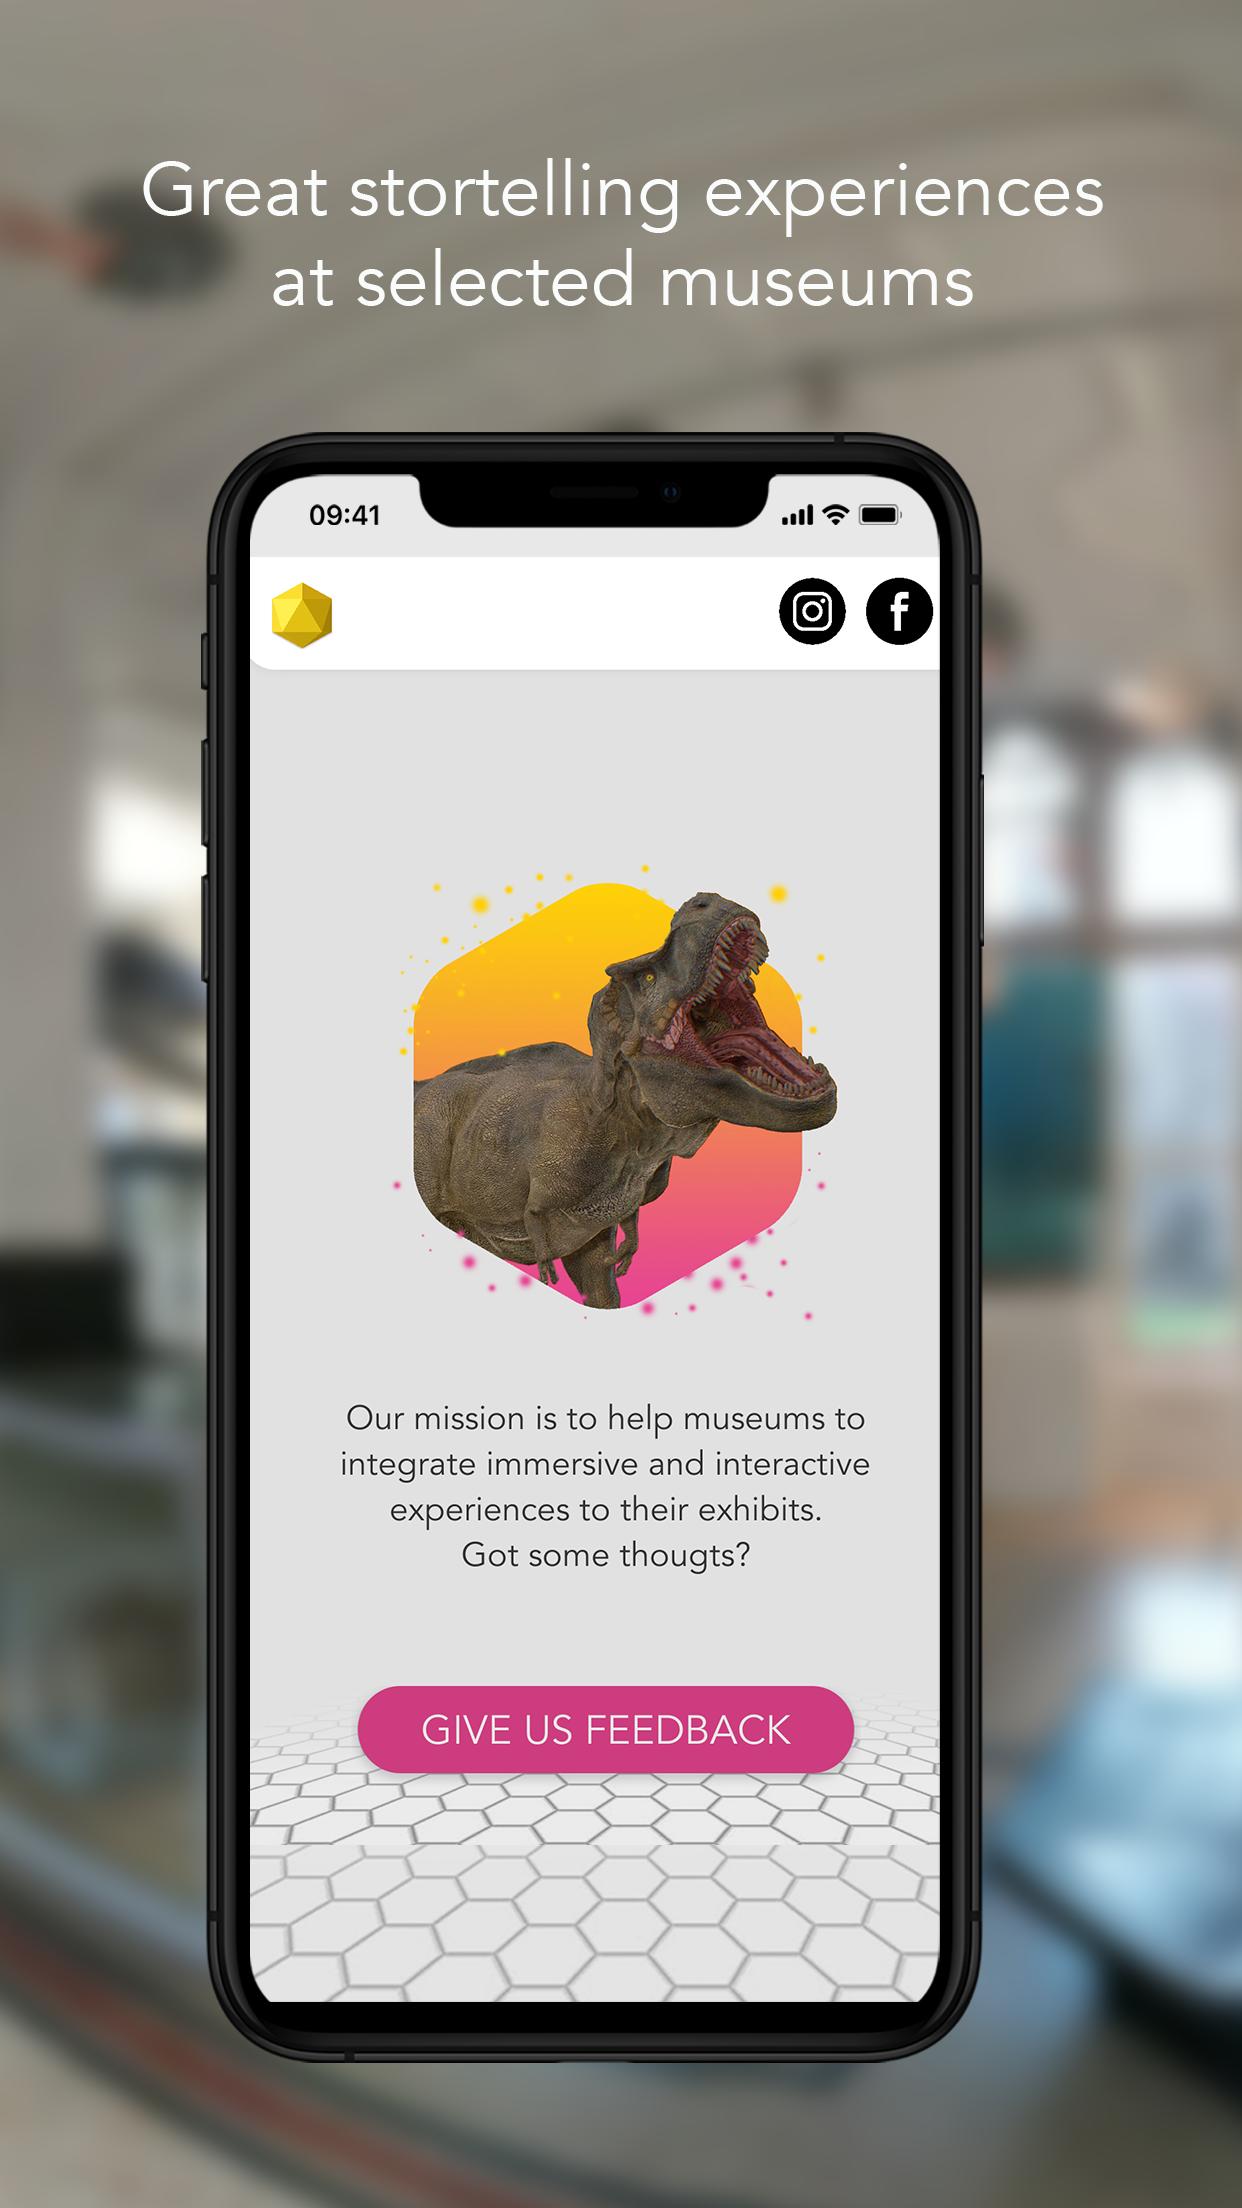 Great stortelling experiences
at selected museums
09:41
Our mission is to help museums to
integrate immersive and interactive
experiences to their exhibits.
Got some thougts?
GIVE US FEEDBACK